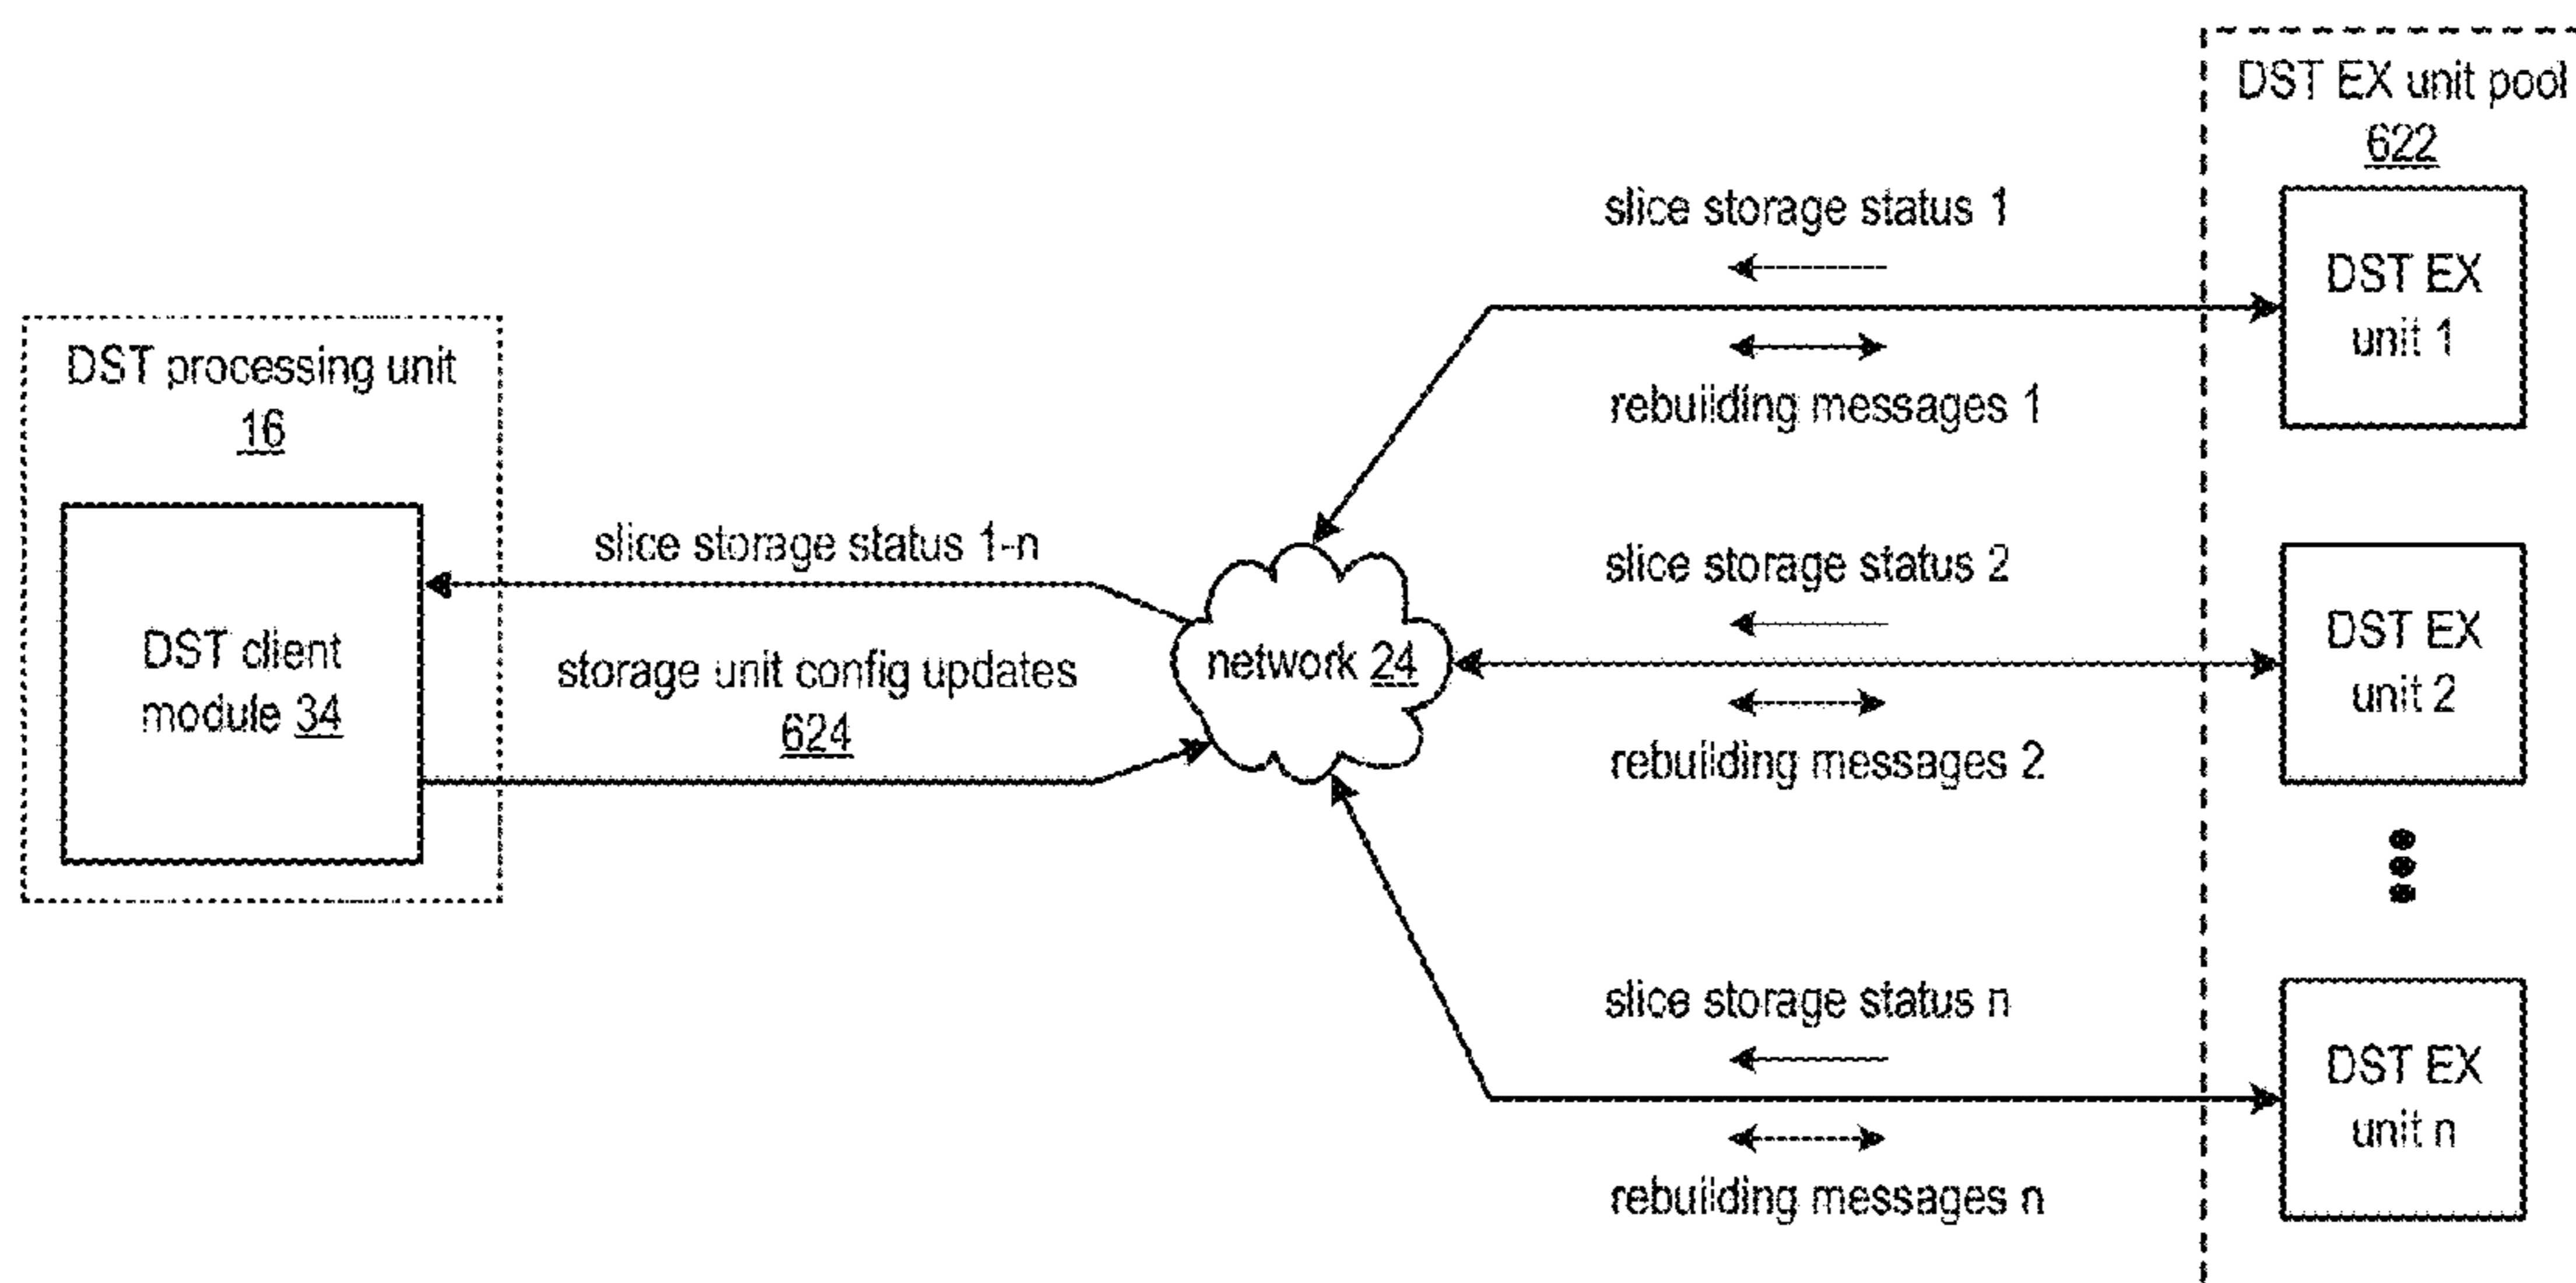 DST EX unit pool
622
slice storage status 1
DST EX
unit 1
rebuilding messages 1
DST processing unit
16
slice storage status 1-n
DST client
module 34
storage unit config updates
624
network 24
slice storage status 2
DST EX
unit 2
rebuilding messages 2
slice storage status n
DST EX
unit n
rebuilding messages n